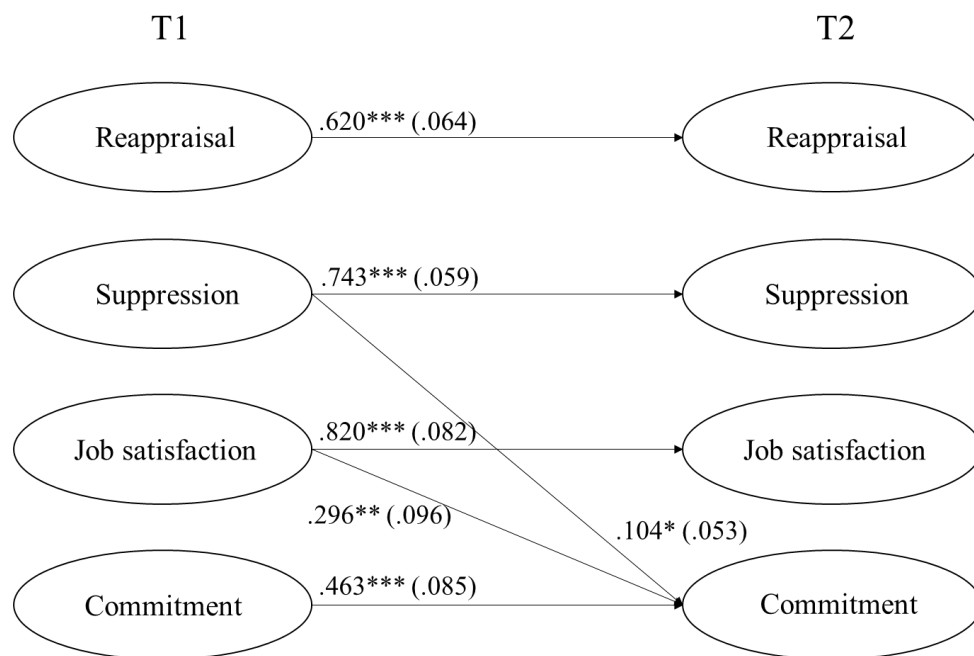 T1 T2
Reappraisal .620*** (.064) Reappraisal
Suppression .743*** (.059) Suppression
Job satisfaction .820*** (.082) Job satisfaction
.296** (.096) .104* (.053)
Commitment .463*** (.085) Commitment